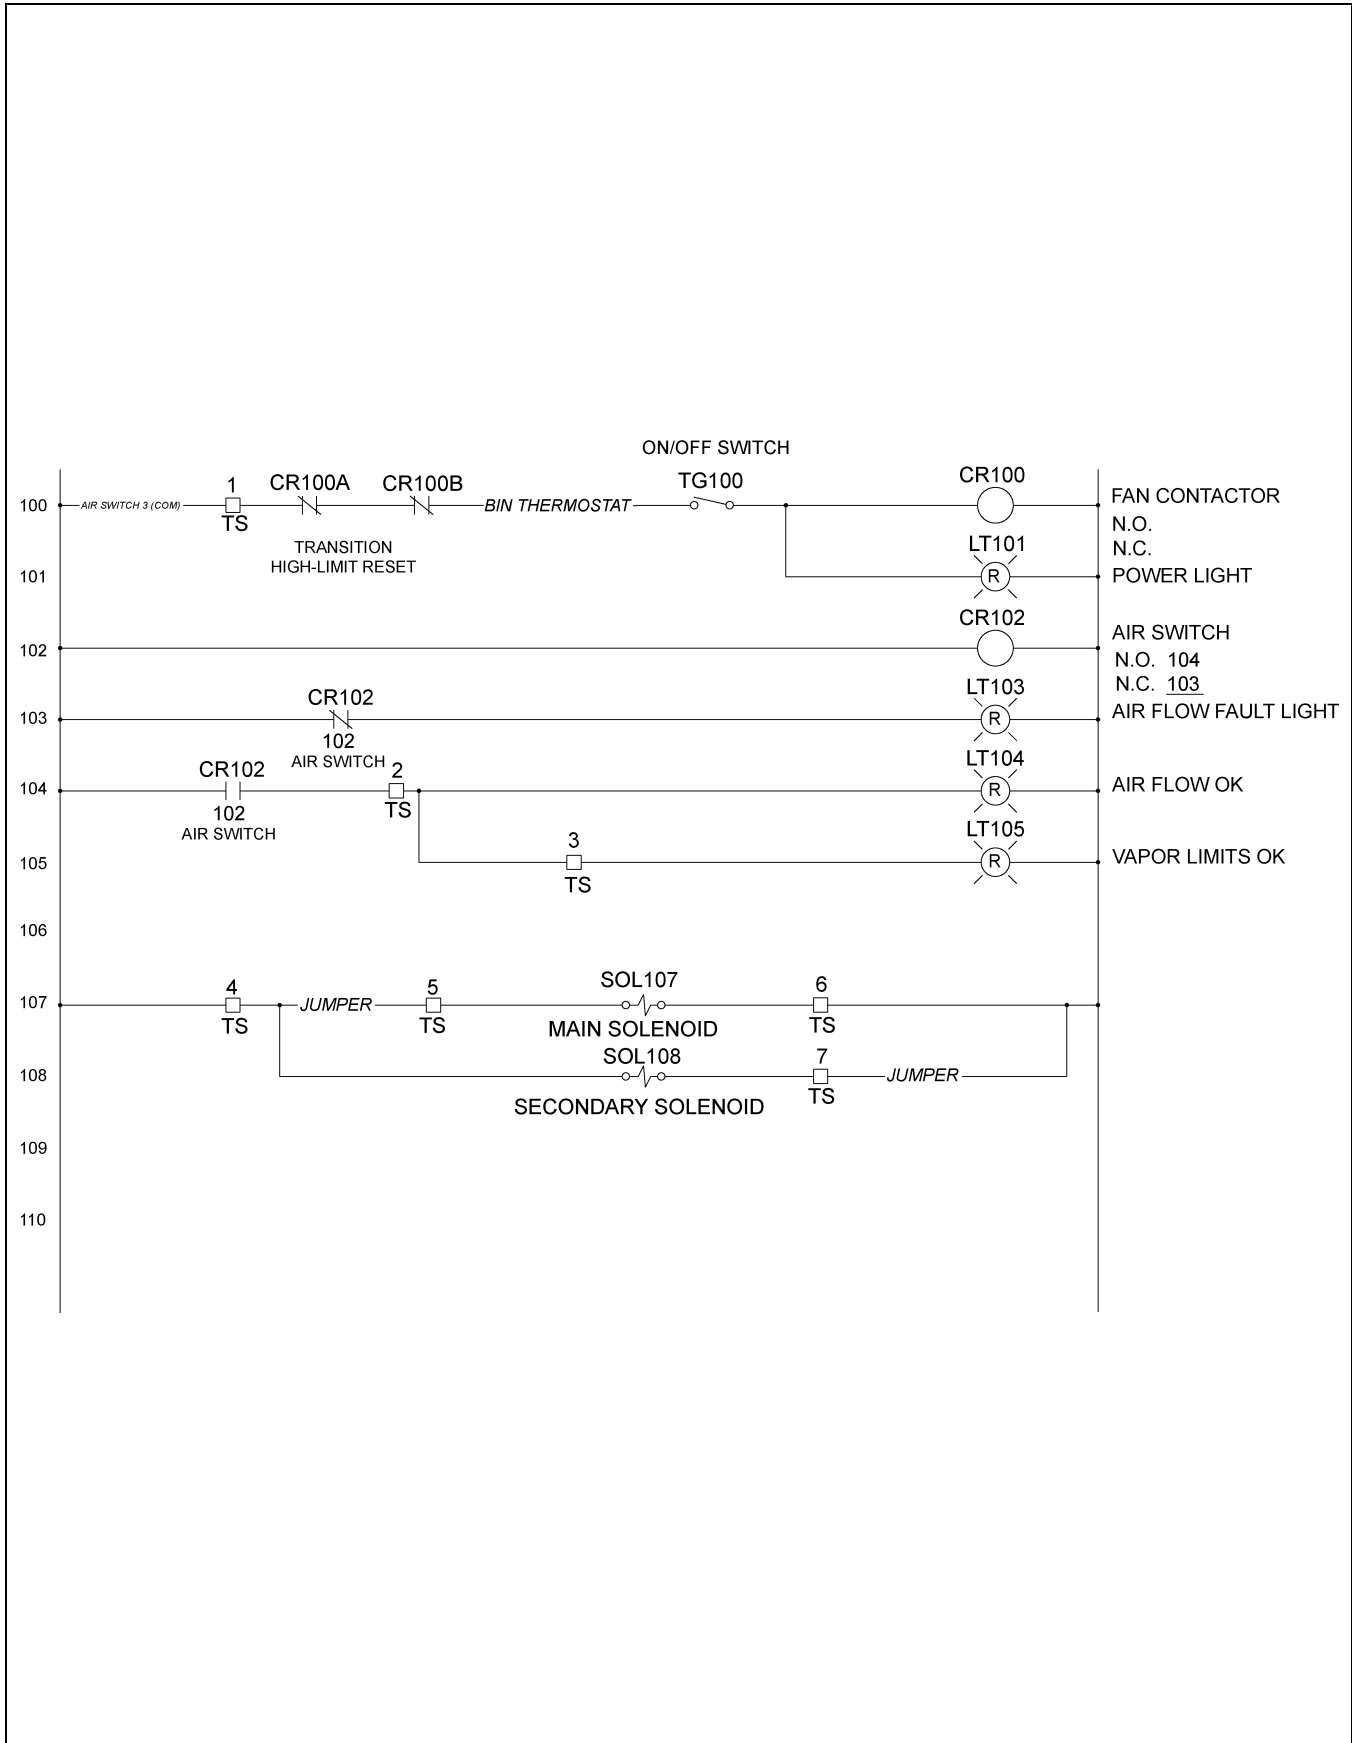 ON/OFF SWITCH
1
CR100A
CR100B
TG100
CR100
100
AIR SWITCH 3 (COM)
BIN THERMOSTAT
FAN CONTACTOR
TS
N.O.
TRANSITION
HIGH-LIMIT RESET
LT101
N.C.
101
R
POWER LIGHT
CR102
102
AIR SWITCH
N.O. 104
N.C. 103
CR102
LT103
103
R
AIR FLOW FAULT LIGHT
102
AIR SWITCH
CR102
2
LT104
104
R
AIR FLOW OK
102
TS
AIR SWITCH
3
LT105
105
R
VAPOR LIMITS OK
TS
106
4
5
SOL107
6
107
JUMPER
TS
TS
MAIN SOLENOID
TS
SOL108
7
108
JUMPER
TS
SECONDARY SOLENOID
109
110